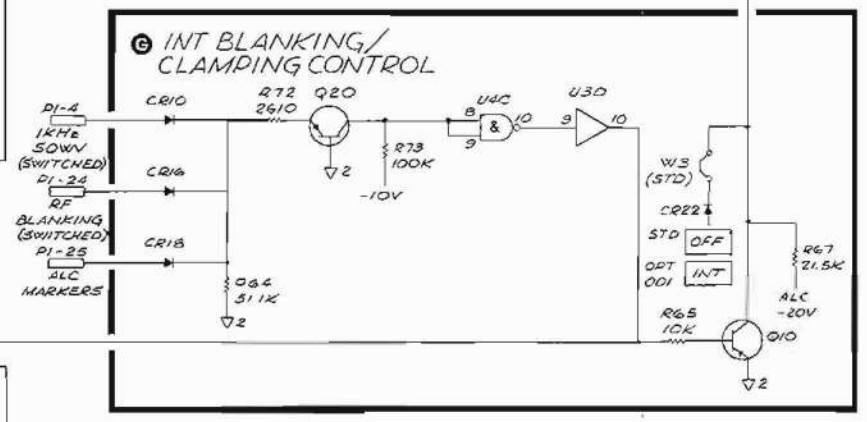 G INT BLANKING/
CLAMPING CONTROL
P1-4
1KHz
SQWV
(SWITCHED)
CR10
P1-24
RF
BLANKING
(SWITCHED)
CR16
P1-25
ALC
MARKERS
CR18
R72
2610
Q20
2
R73
100K
-10V
U4C
8
9
&
10
U3D
9
10
51.1K
2
W3
(STD)
CR22
STD OFF
OPT
001
INT
R67
21.5K
ALC
-20V
R65
10K
Q10
2